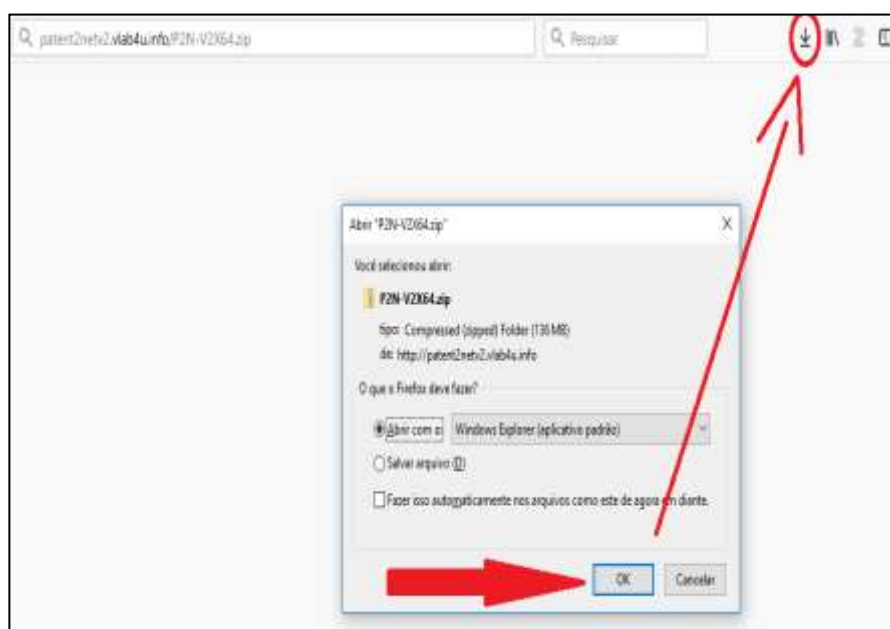 patent2netv2.vlab4u.info/P2N-V2X64.zip
Pesquisar
Abrir "P2N-V2X64.zip"
X
Você selecionou abrir:
P2N-V2X64.zip
tipo: Compressed (zipped) Folder (136 MB)
de: http://patent2netv2.vlab4u.info
O que o Firefox deve fazer?
Abrir com o
Windows Explorer (aplicativo padrão)
Salvar arquivo (D)
Fazer isso automaticamente nos arquivos como este de agora em diante.
OK
Cancelar